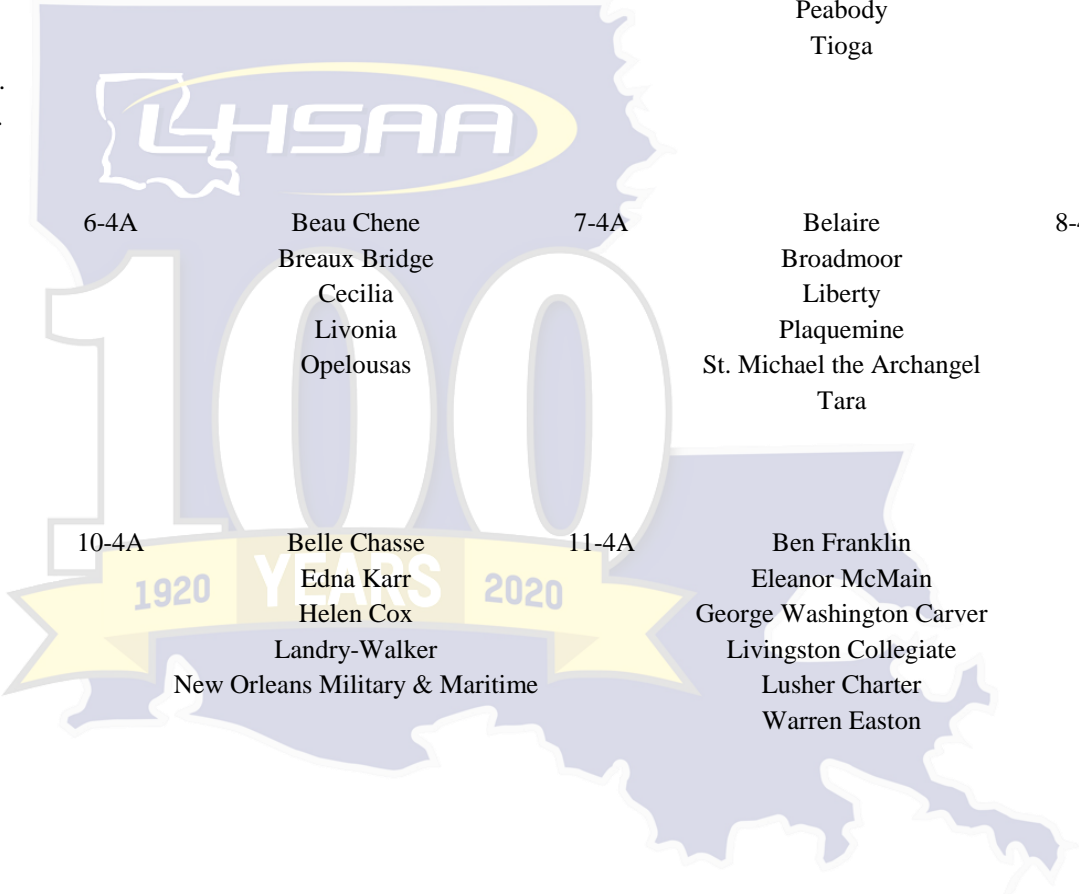 Peabody
Tioga
LHSAA
6-4A Beau Chene 7-4A Belaire
Breaux Bridge Broadmoor
Cecilia Liberty
Livonia Plaquemine
Opelousas St. Michael the Archangel
Tara
100
10-4A Belle Chasse 11-4A Ben Franklin
1920 YEARS 2020
Edna Karr Eleanor McMain
Helen Cox George Washington Carver
Landry-Walker Livingston Collegiate
New Orleans Military & Maritime Lusher Charter
Warren Easton